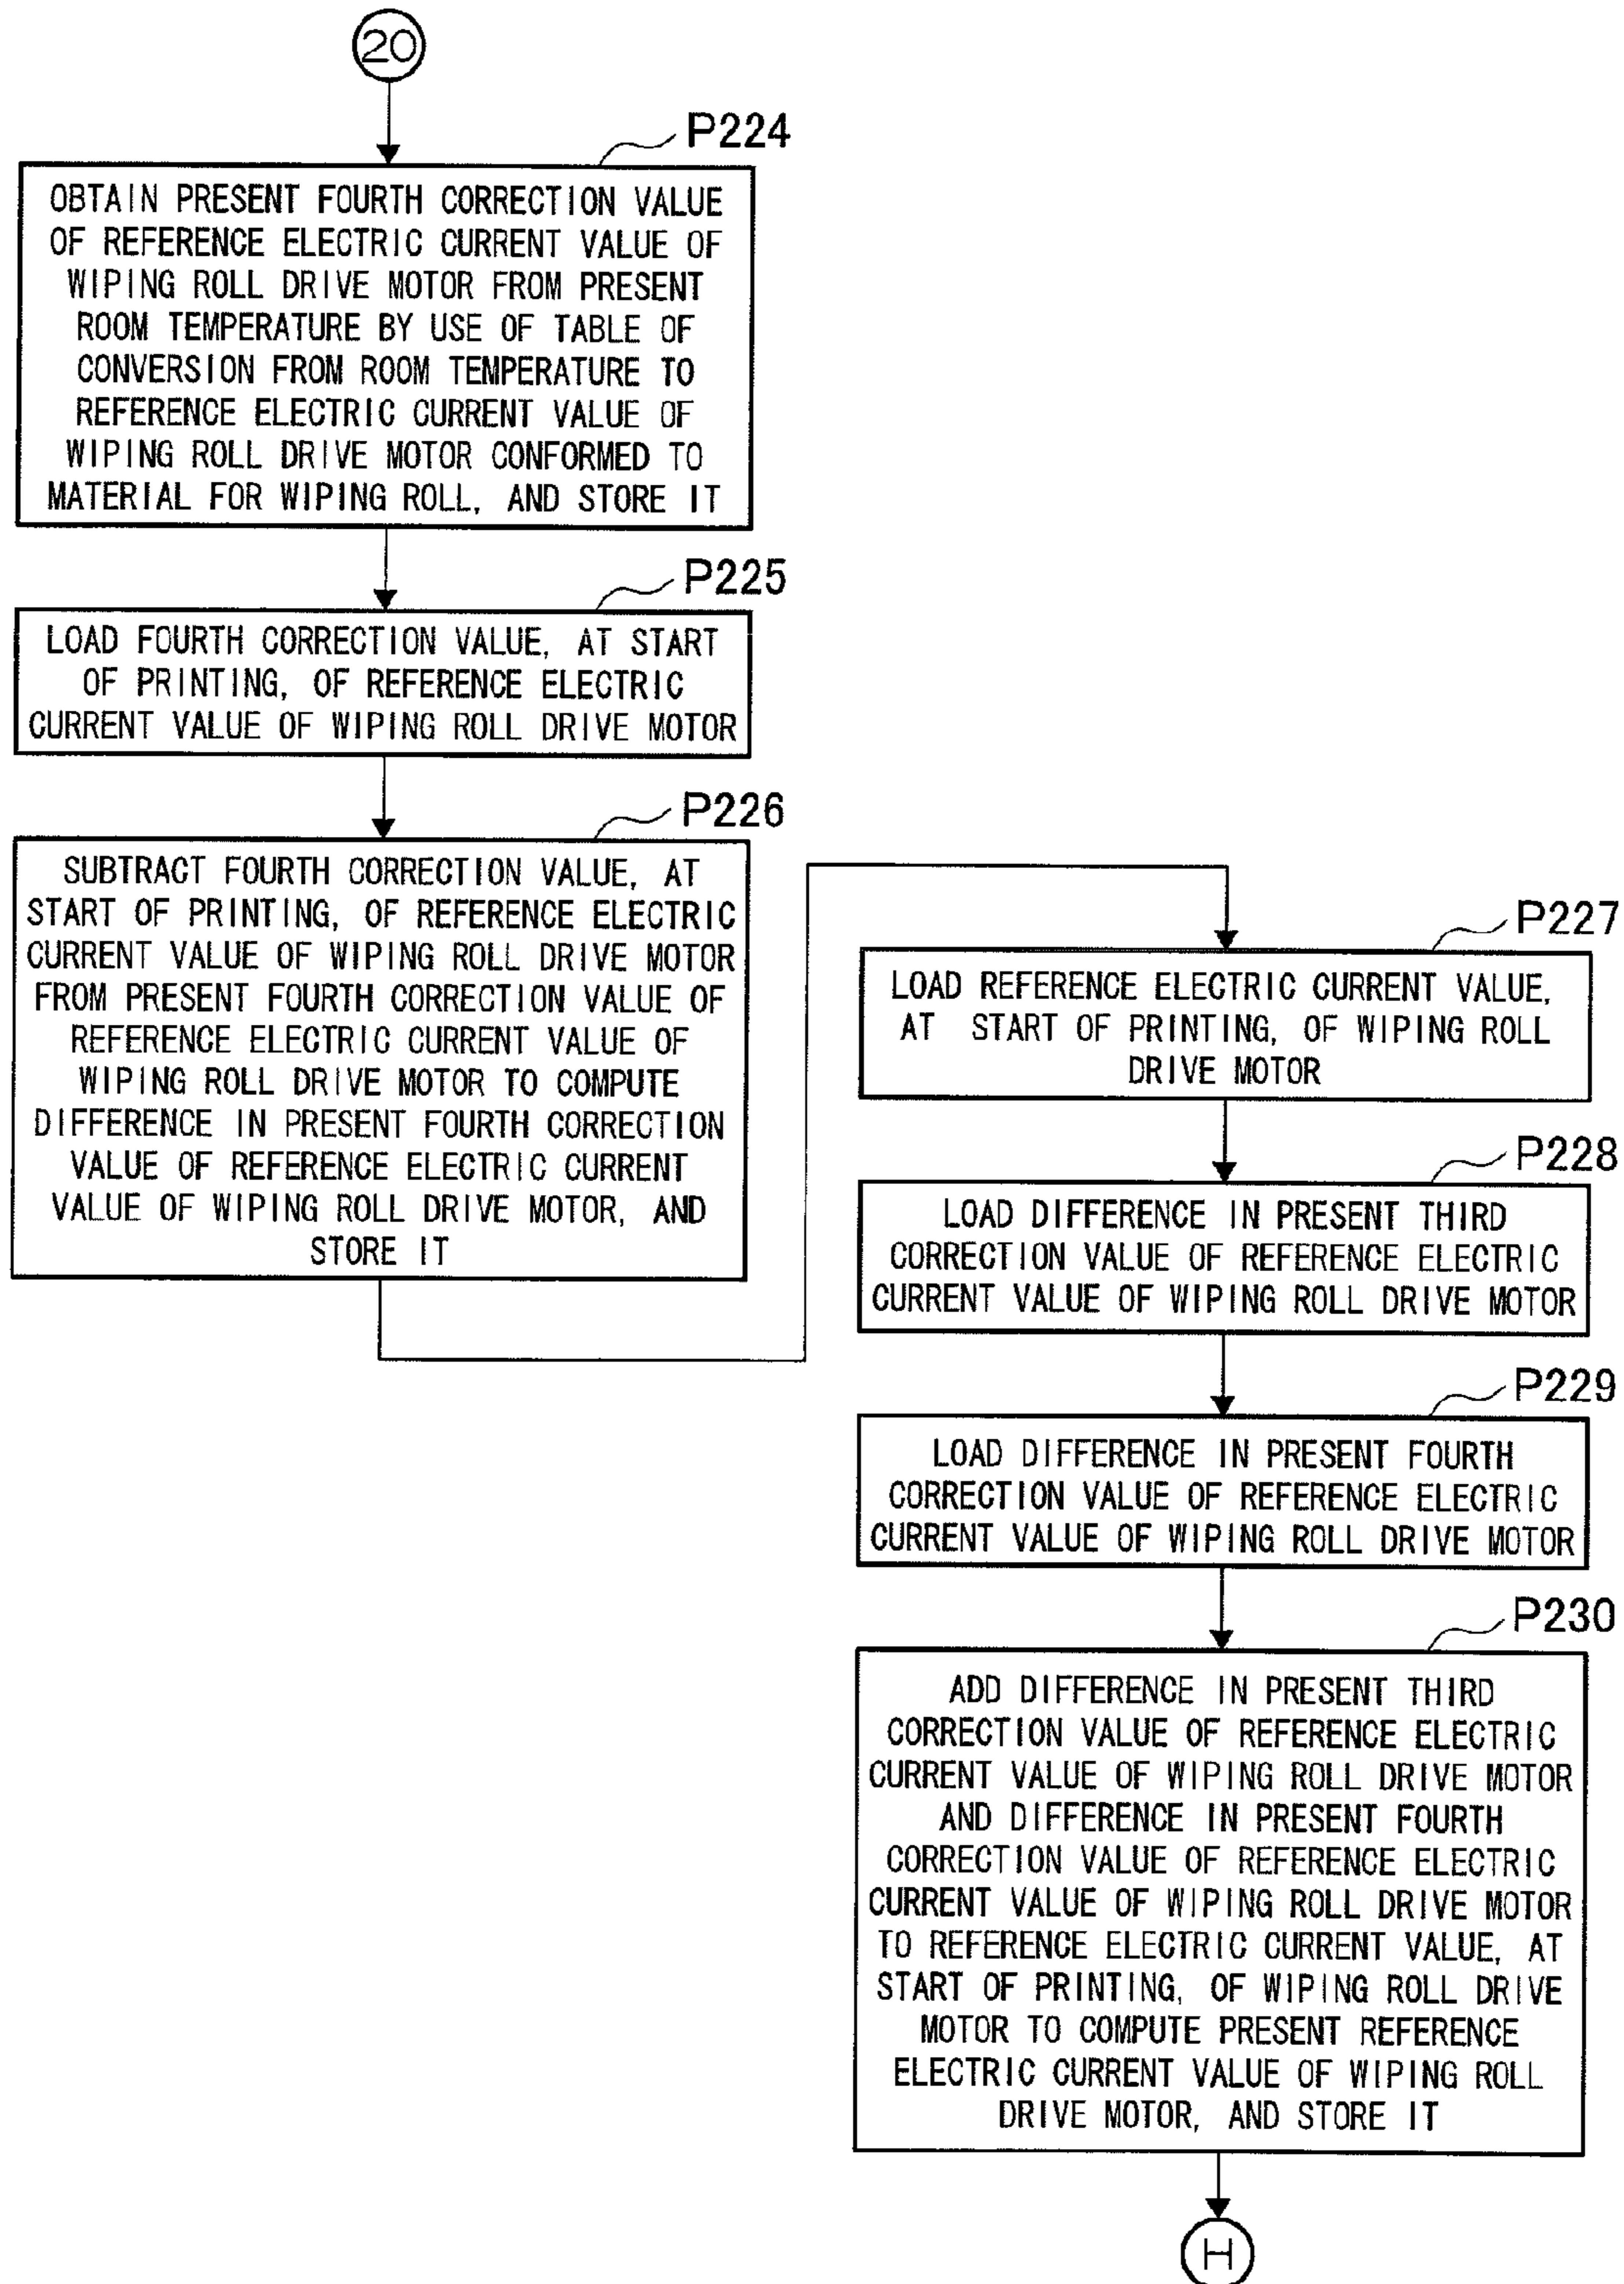 20
P224
OBTAIN PRESENT FOURTH CORRECTION VALUE
OF REFERENCE ELECTRIC CURRENT VALUE OF
WIPING ROLL DRIVE MOTOR FROM PRESENT
ROOM TEMPERATURE BY USE OF TABLE OF
CONVERSION FROM ROOM TEMPERATURE TO
REFERENCE ELECTRIC CURRENT VALUE OF
WIPING ROLL DRIVE MOTOR CONFORMED TO
MATERIAL FOR WIPING ROLL, AND STORE IT
P225
LOAD FOURTH CORRECTION VALUE, AT START
OF PRINTING, OF REFERENCE ELECTRIC
CURRENT VALUE OF WIPING ROLL DRIVE MOTOR
P226
SUBTRACT FOURTH CORRECTION VALUE, AT
START OF PRINTING, OF REFERENCE ELECTRIC
CURRENT VALUE OF WIPING ROLL DRIVE MOTOR
FROM PRESENT FOURTH CORRECTION VALUE OF
REFERENCE ELECTRIC CURRENT VALUE OF
WIPING ROLL DRIVE MOTOR TO COMPUTE
DIFFERENCE IN PRESENT FOURTH CORRECTION
VALUE OF REFERENCE ELECTRIC CURRENT
VALUE OF WIPING ROLL DRIVE MOTOR, AND
STORE IT
P227
LOAD REFERENCE ELECTRIC CURRENT VALUE,
AT START OF PRINTING, OF WIPING ROLL
DRIVE MOTOR
P228
LOAD DIFFERENCE IN PRESENT THIRD
CORRECTION VALUE OF REFERENCE ELECTRIC
CURRENT VALUE OF WIPING ROLL DRIVE MOTOR
P229
LOAD DIFFERENCE IN PRESENT FOURTH
CORRECTION VALUE OF REFERENCE ELECTRIC
CURRENT VALUE OF WIPING ROLL DRIVE MOTOR
P230
ADD DIFFERENCE IN PRESENT THIRD
CORRECTION VALUE OF REFERENCE ELECTRIC
CURRENT VALUE OF WIPING ROLL DRIVE MOTOR
AND DIFFERENCE IN PRESENT FOURTH
CORRECTION VALUE OF REFERENCE ELECTRIC
CURRENT VALUE OF WIPING ROLL DRIVE MOTOR
TO REFERENCE ELECTRIC CURRENT VALUE, AT
START OF PRINTING, OF WIPING ROLL DRIVE
MOTOR TO COMPUTE PRESENT REFERENCE
ELECTRIC CURRENT VALUE OF WIPING ROLL
DRIVE MOTOR, AND STORE IT
H